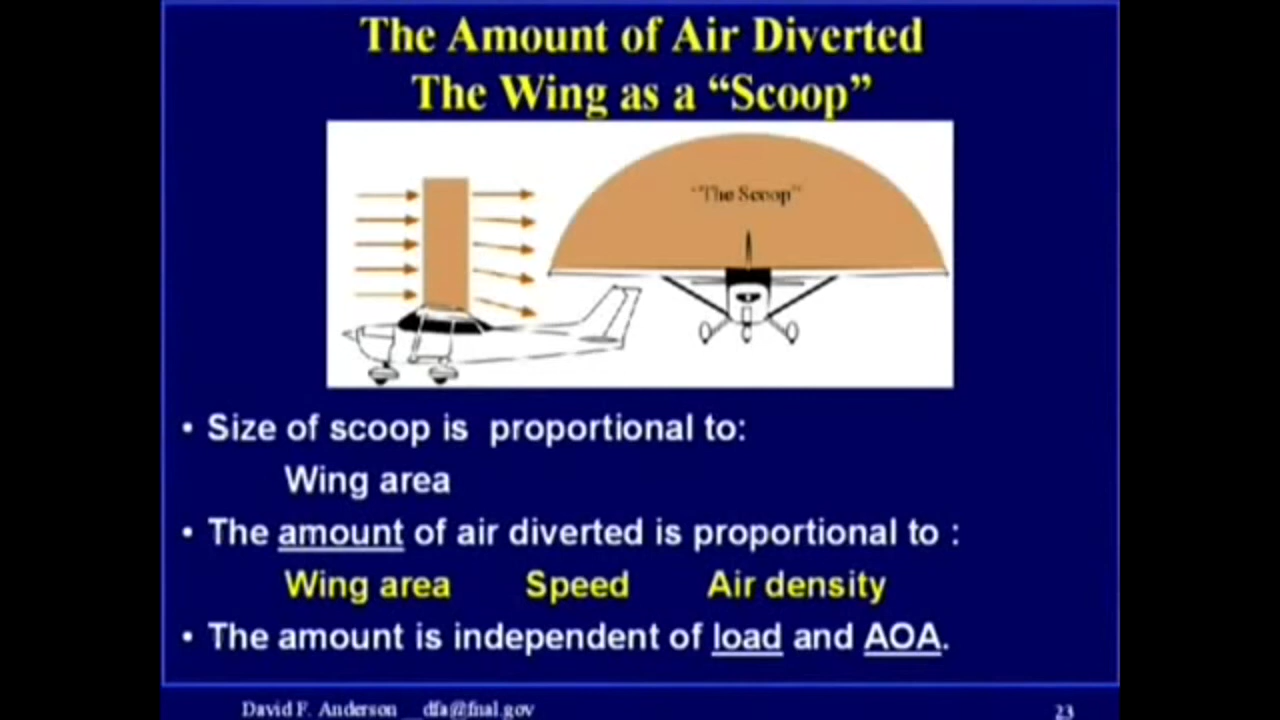 The Amount of Air Diverted
The Wing as a “Scoop”
“The Scoop”
• Size of scoop is proportional to:
Wing area
• The amount of air diverted is proportional to :
Wing area Speed Air density
• The amount is independent of load and AOA.
David F. Anderson dfa@fnal.gov 23